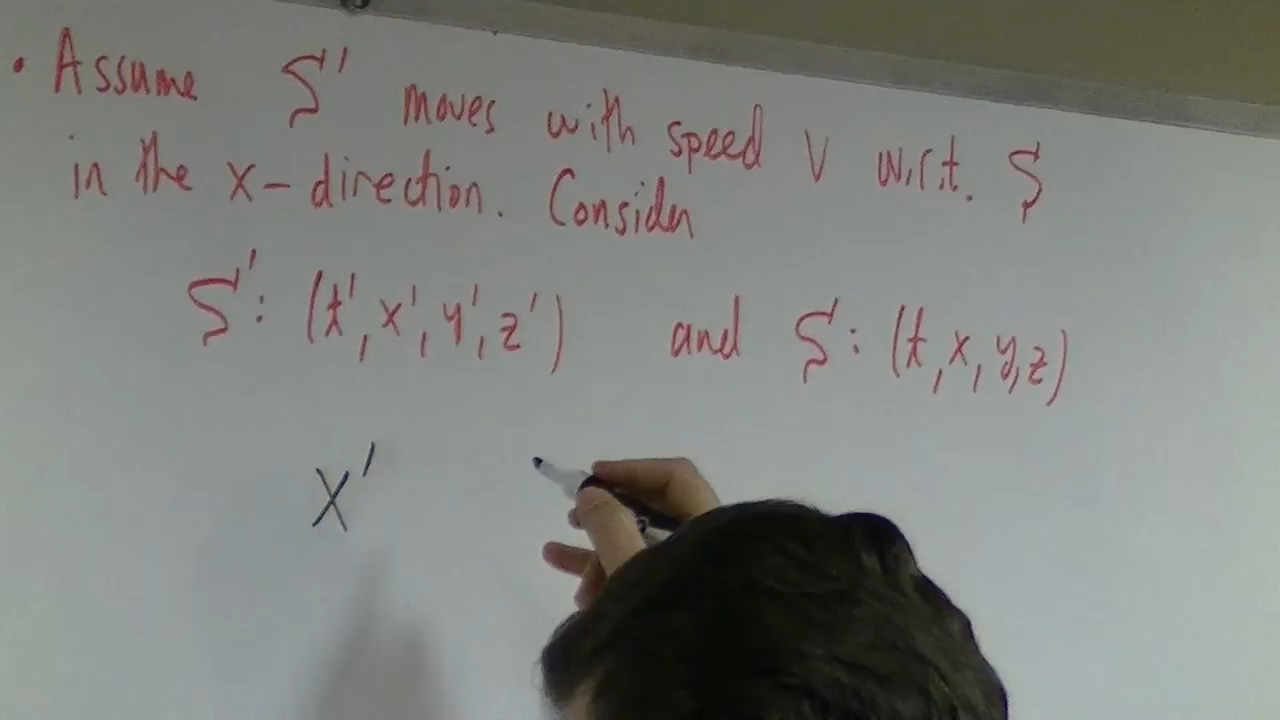 • Assume S' moves with speed v w.r.t. S
in the x-direction. Consider
S': (t', x', y', z') and S: (t, x, y, z)
x'